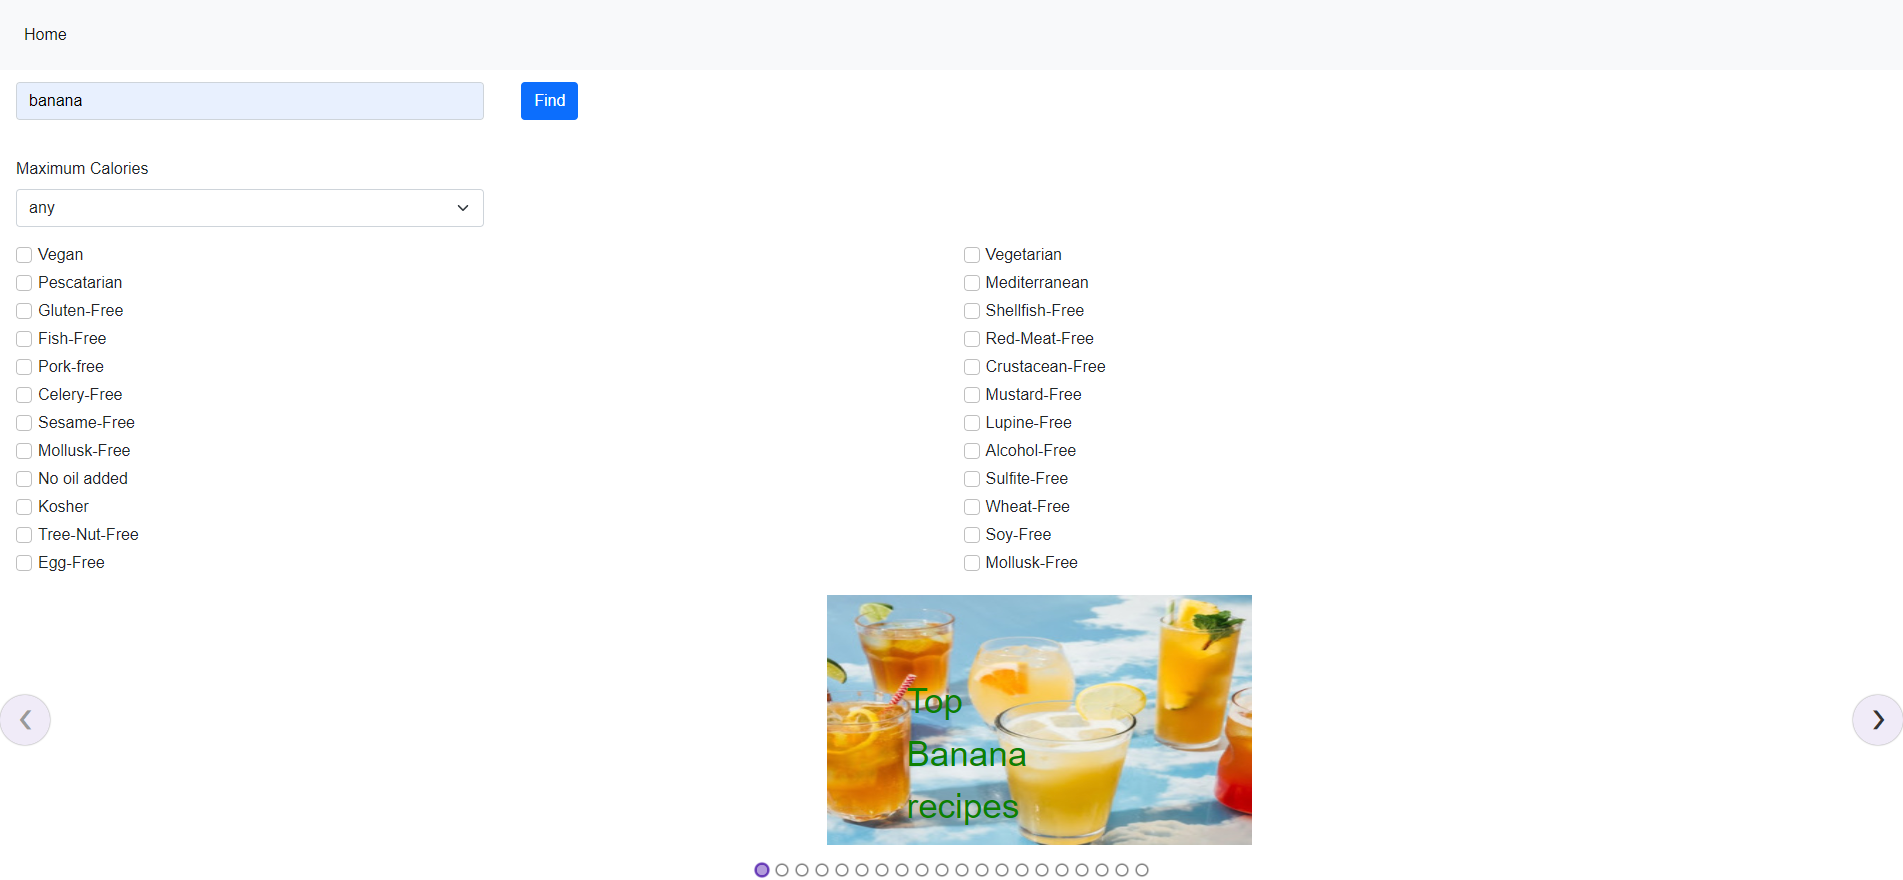 Home
banana
Find
Maximum Calories
any
Vegan
Vegetarian
Pescatarian
Mediterranean
Gluten-Free
Shellfish-Free
Fish-Free
Red-Meat-Free
Pork-free
Crustacean-Free
Celery-Free
Mustard-Free
Sesame-Free
Lupine-Free
Mollusk-Free
Alcohol-Free
No oil added
Sulfite-Free
Kosher
Wheat-Free
Tree-Nut-Free
Soy-Free
Egg-Free
Mollusk-Free
Top
Banana
recipes